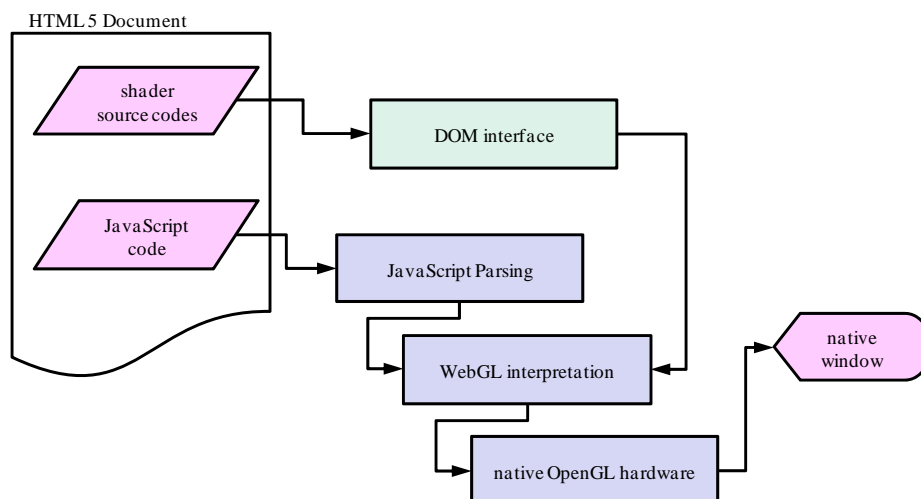 HTML 5 Document
shader
source codes
DOM interface
JavaScript
code
JavaScript Parsing
native
window
WebGL interpretation
native OpenGL hardware